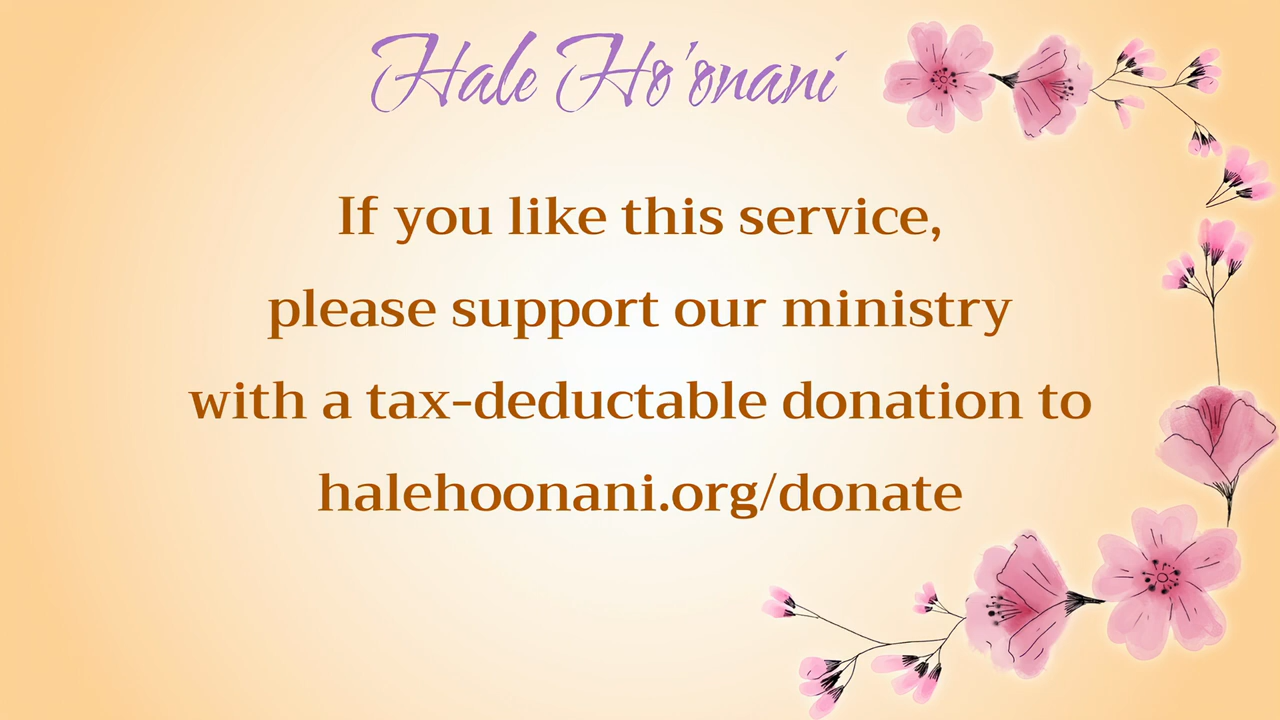 Hale Ho'onani
If you like this service,
please support our ministry
with a tax-deductable donation to
halehoonani.org/donate